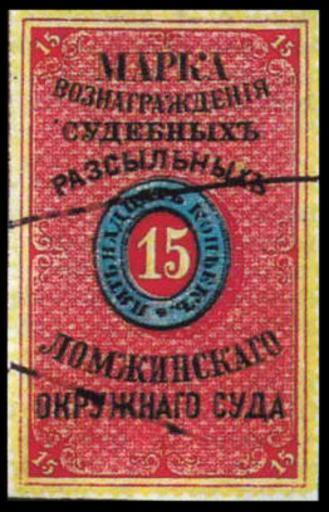 15 15
МАРКА
ВОЗНАГРАЖДЕНІЯ
СУДЕБНЫХЪ
РАЗСЫЛЬНЫХЪ
ПЯТНАДЦАТЬ КОПѢЕКЪ
15
ЛОМЖИНСКАГО
ОКРУЖНАГО СУДА
15 15